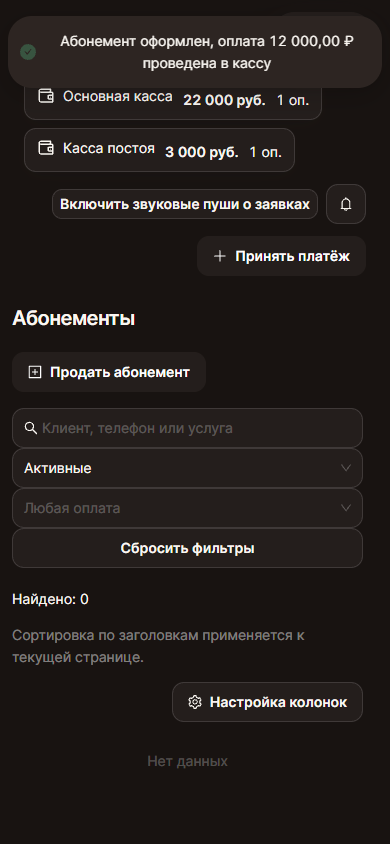 Абонемент оформлен, оплата 12 000,00 ₽
проведена в кассу
Основная касса 22 000 руб. 1 оп.
Касса постоя 3 000 руб. 1 оп.
Включить звуковые пуши о заявках
Принять платёж
Абонементы
Продать абонемент
Клиент, телефон или услуга
Активные
Любая оплата
Сбросить фильтры
Найдено: 0
Сортировка по заголовкам применяется к
текущей странице.
Настройка колонок
Нет данных